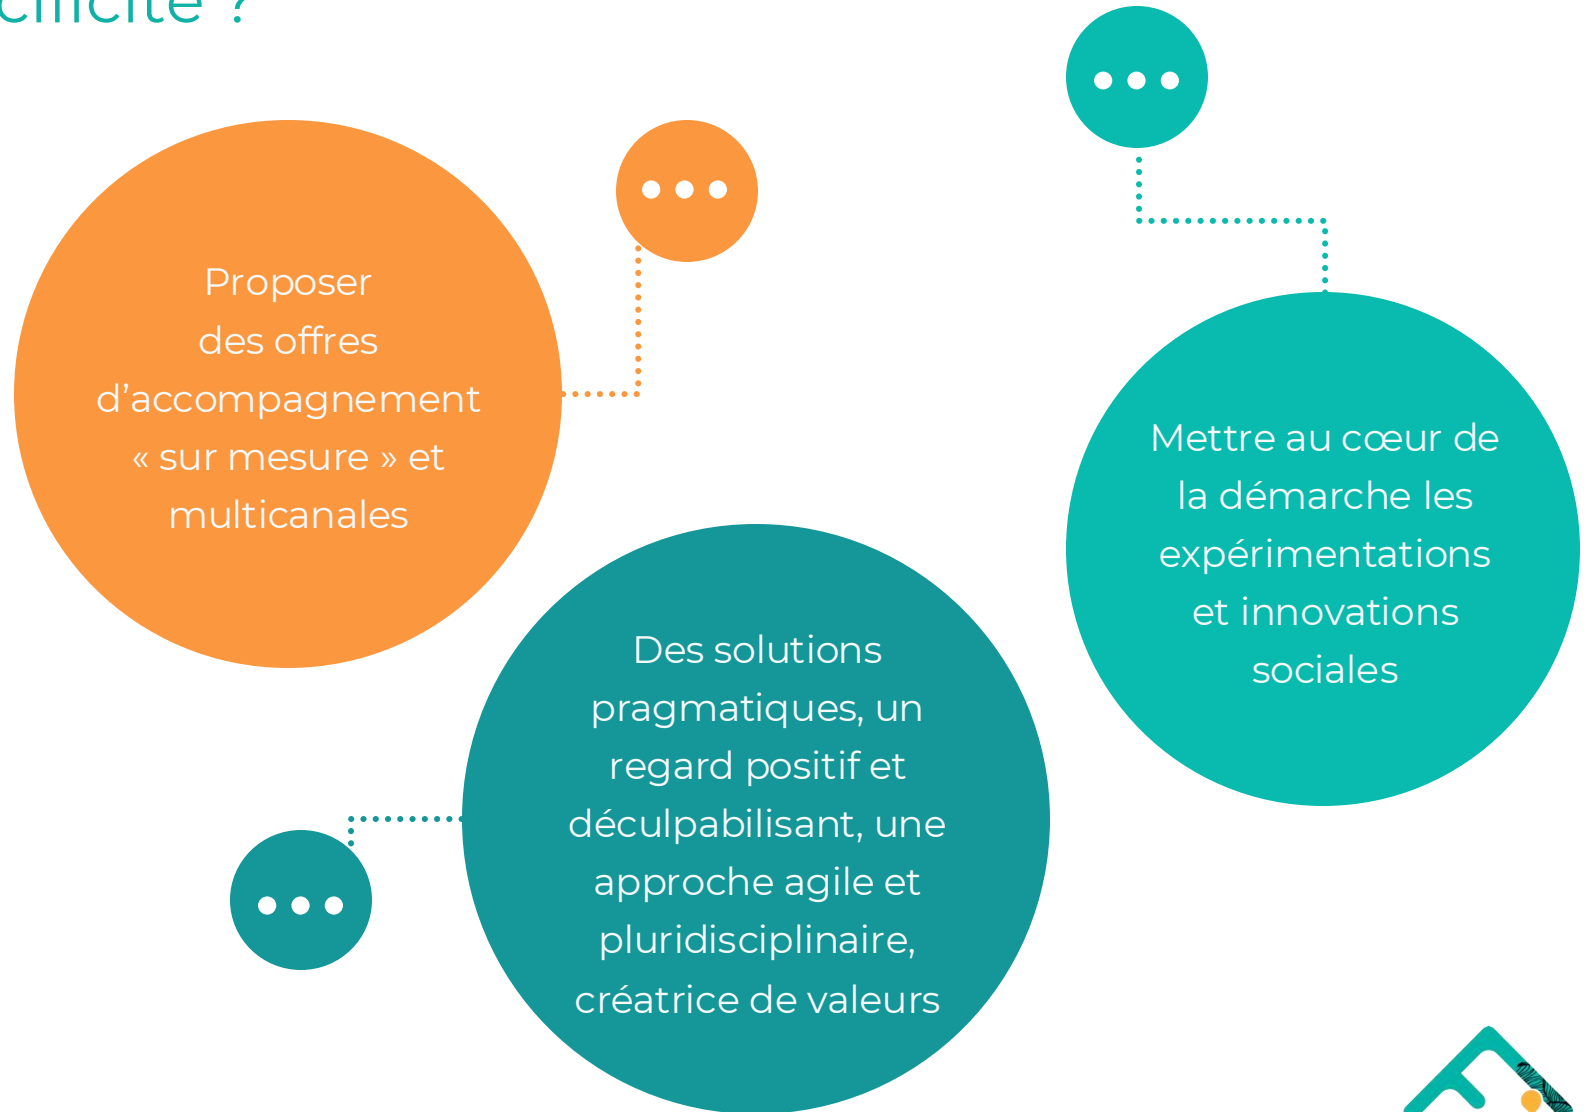 ?
Proposer
des offres
d’accompagnement
« sur mesure » et
multicanales
Des solutions
pragmatiques, un
regard positif et
déculpabilisant, une
approche agile et
pluridisciplinaire,
créatrice de valeurs
Mettre au cœur de
la démarche les
expérimentations
et innovations
sociales